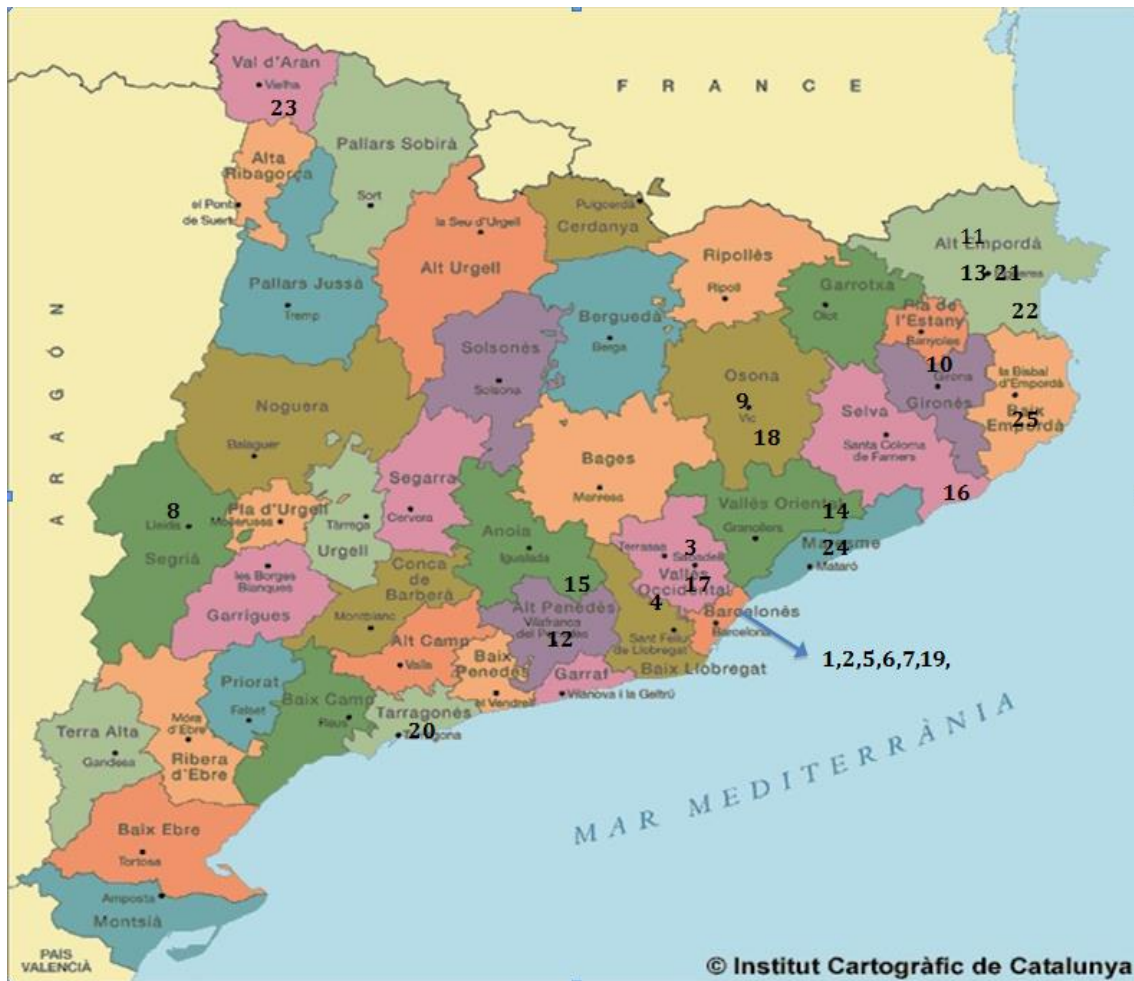 Val d'Aran
Vielha
23
FRANCE
Alta
Ribagorça
el Pont
de Suert
Pallars Sobirà
Sort
la Seu d'Urgell
Alt Urgell
Puigcerdà
Cerdanya
Ripollès
Ripoll
11
Alt Empordà
13 21
22
Garrotxa
Olot
Pla de
l'Estany
Banyoles
10
Girona
Gironès
la Bisbal
d'Empordà
Baix
25
Empordà
Pallars Jussà
Tremp
Berguedà
Berga
Solsonès
Solsona
Osona
9
Vic
18
Selva
Santa Coloma
de Farners
16
ARAGÓN
Noguera
Balaguer
Bages
Manresa
Segarra
Cervera
8
Lleida
Segrià
Pla d'Urgell
Mollerussa
Tàrrega
Urgell
Anoia
Igualada
15
Vallès Oriental
14
Granollers
Maresme
24
Mataró
3
Terrassa
Sabadell
Vallès
17
Occidental
4
les Borges
Blanques
Garrigues
Conca
de
Barberà
Montblanc
Alt Penedès
Vilafranca
del Penedès
12
Sant Feliu
de Llobregat
Baix Llobregat
Barcelonès
Barcelona
1,2,5,6,7,19,
Alt Camp
Valls
Baix
Penedès
el Vendrell
Garraf
Vilanova i la Geltrú
Priorat
Falset
Baix Camp
Reus
Tarragonès
20
Tarragona
Terra Alta
Gandesa
Móra
d'Ebre
Ribera
d'Ebre
MAR MEDITERRÀNIA
Baix Ebre
Tortosa
Amposta
Montsià
PAÍS
VALENCIÀ
© Institut Cartogràfic de Catalunya